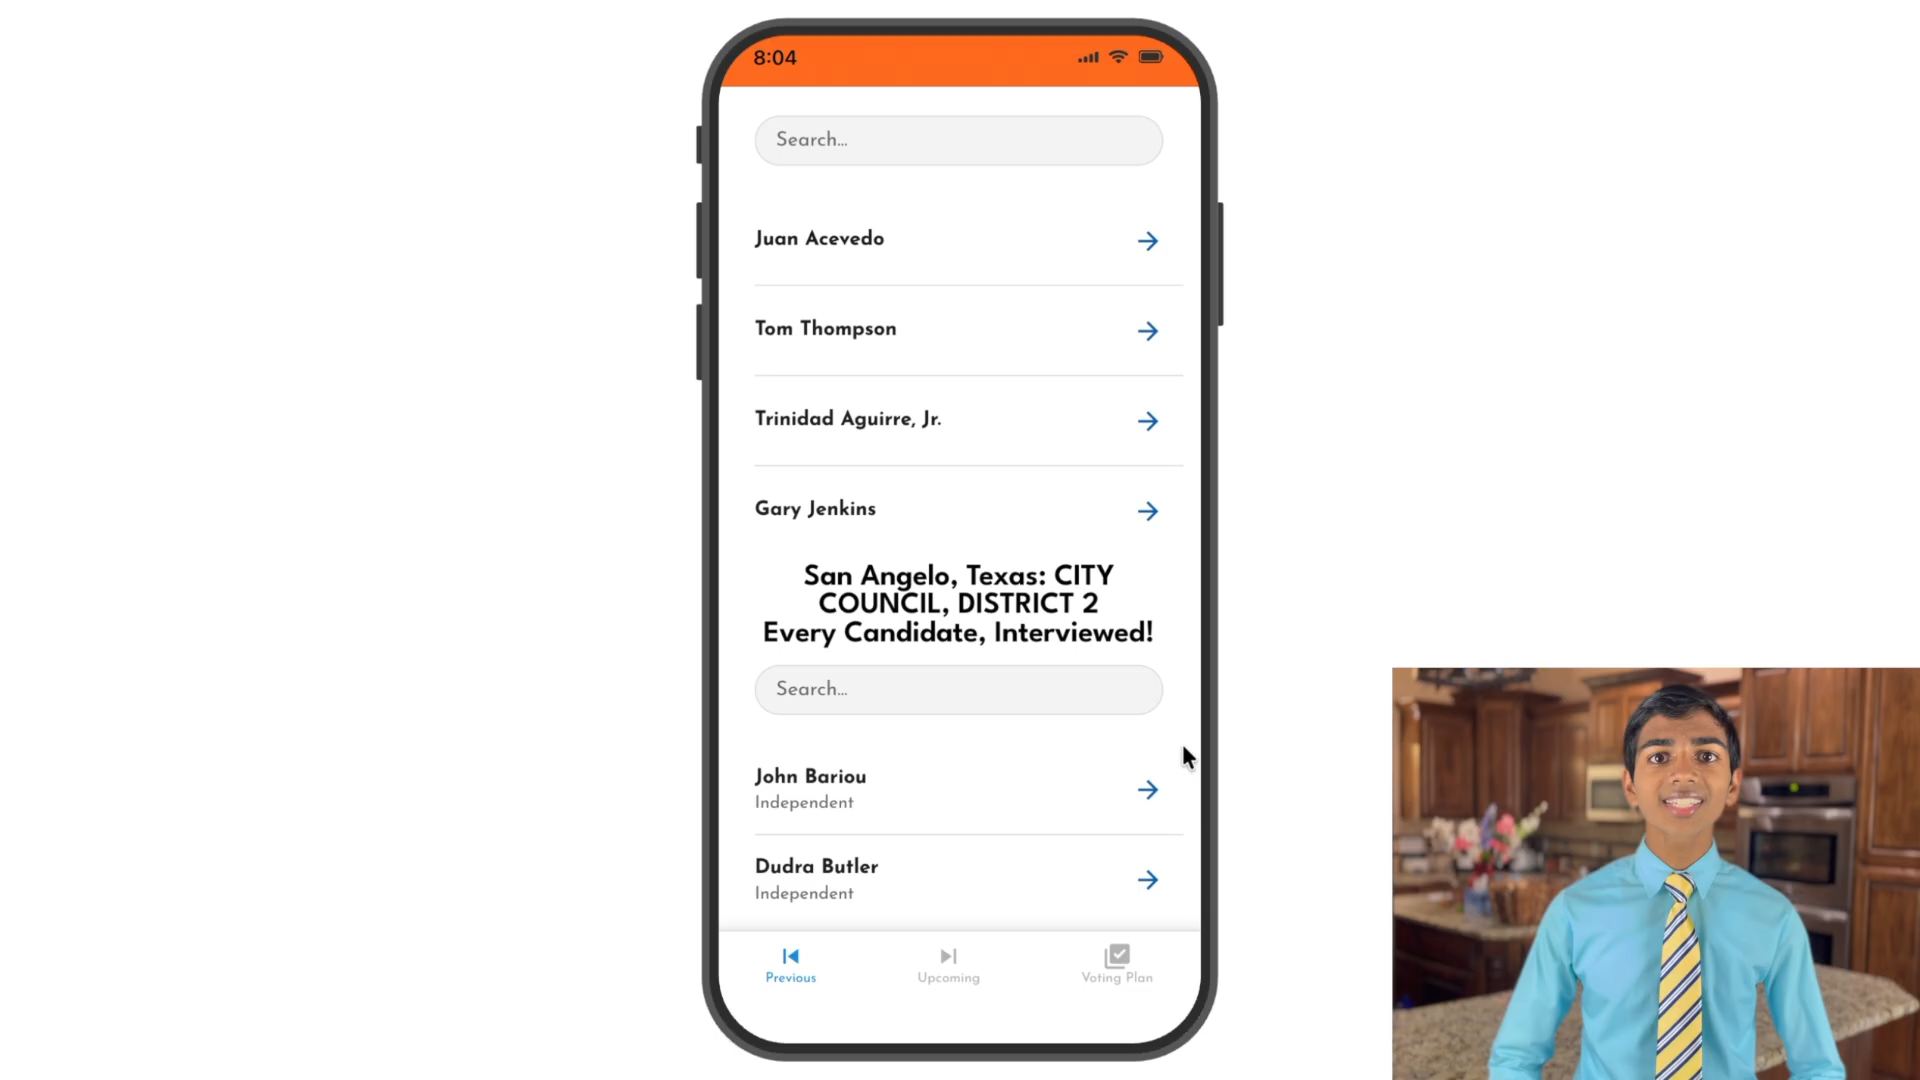 8:04
Search...
Juan Acevedo
Tom Thompson
Trinidad Aguirre, Jr.
Gary Jenkins
San Angelo, Texas: CITY
COUNCIL, DISTRICT 2
Every Candidate, Interviewed!
Search...
John Bariou
Independent
Dudra Butler
Independent
Previous
Upcoming
Voting Plan